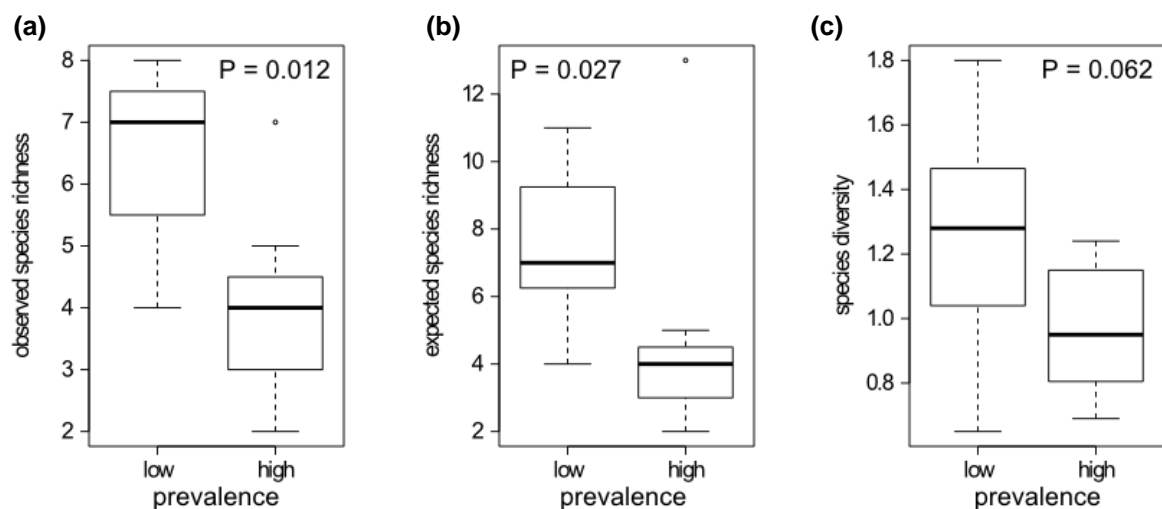 (a)
P = 0.012
observed species richness
8
7
6
5
4
3
2
low high
prevalence
(b)
P = 0.027
expected species richness
12
10
8
6
4
2
low high
prevalence
(c)
P = 0.062
species diversity
1.8
1.6
1.4
1.2
1.0
0.8
low high
prevalence